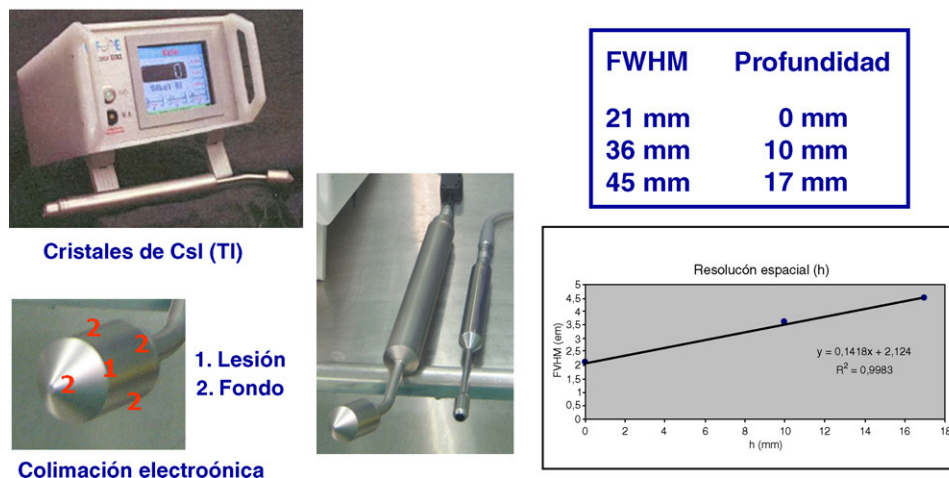 Cristales de CsI (Tl)
2
2
1
2
2
1. Lesión
2. Fondo
Colimación electroónica
FWHM Profundidad
21 mm 0 mm
36 mm 10 mm
45 mm 17 mm
Resolucón espacial (h)
FVHM (em)
5
4,5
4
3,5
3
2,5
2
1,5
1
0,5
0
y = 0,1418x + 2,124
R² = 0,9983
0 2 4 6 8 10 12 14 16 18
h (mm)